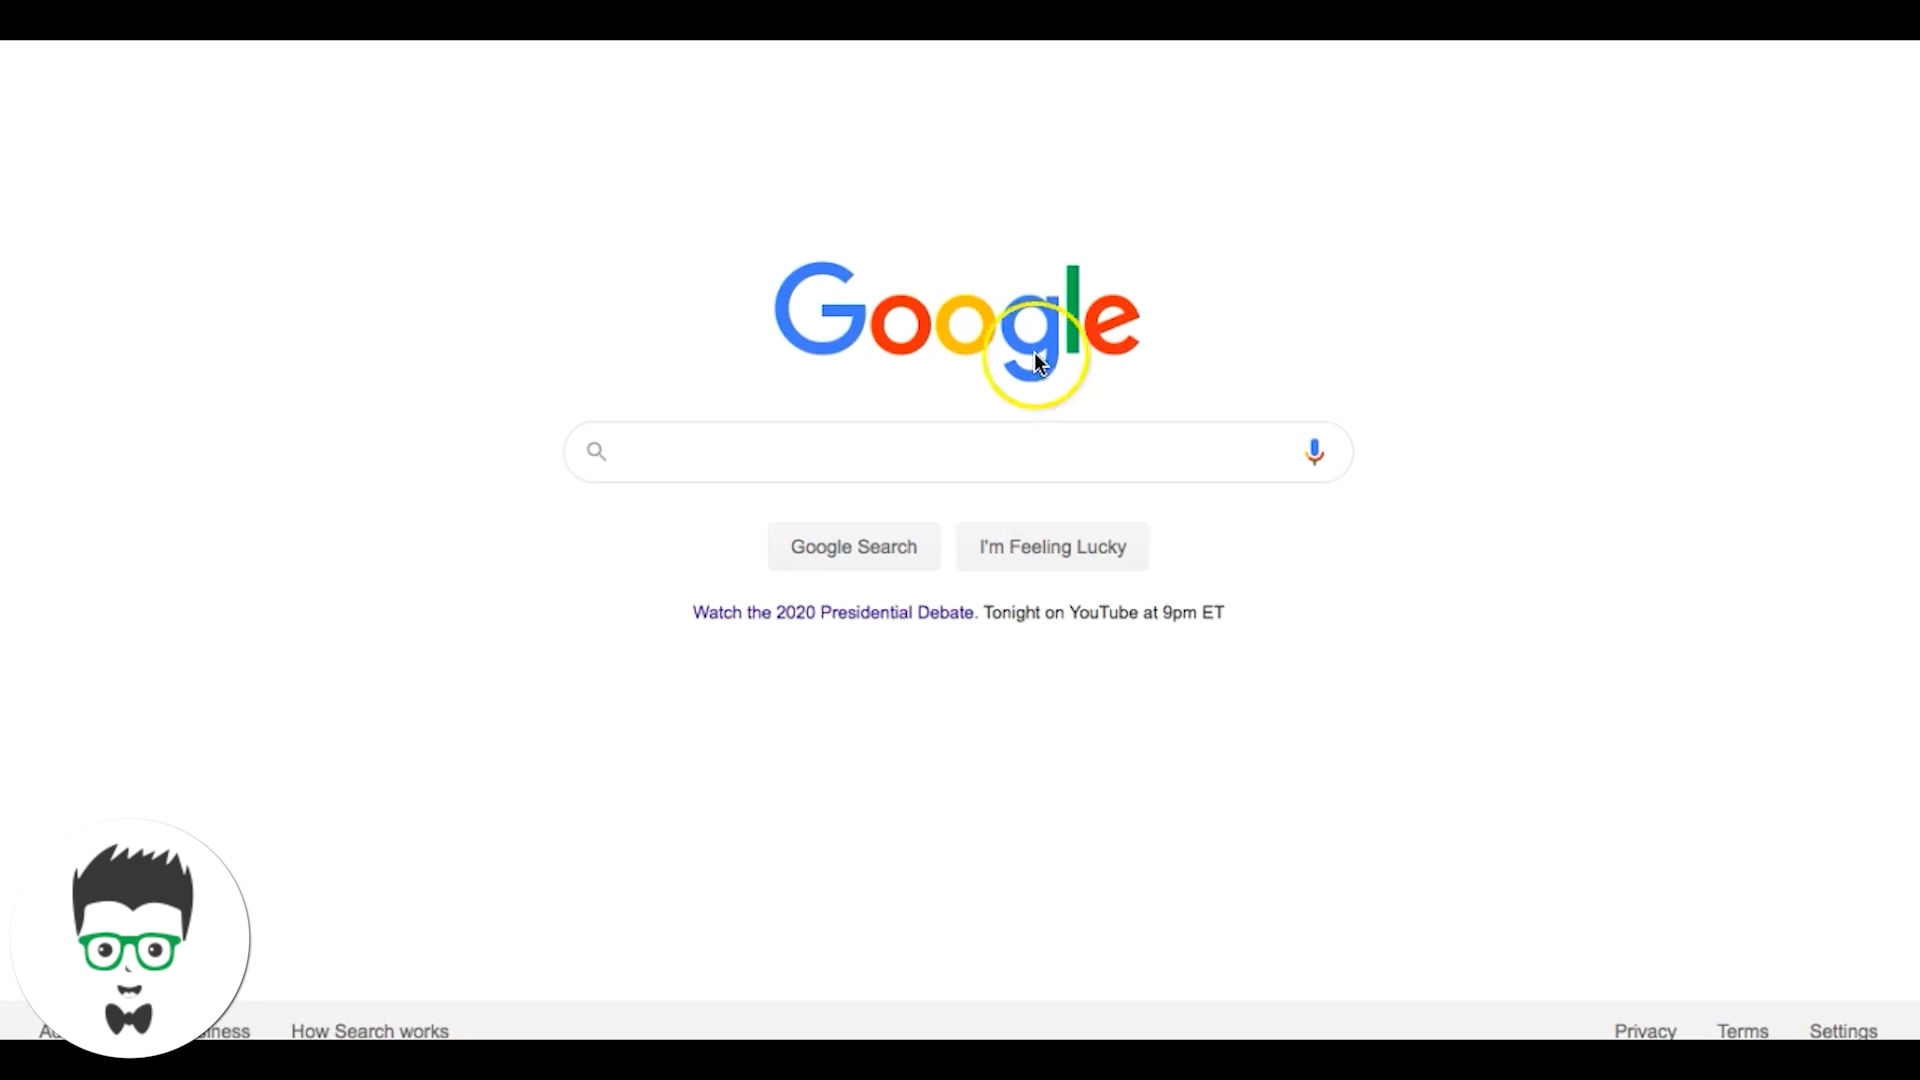 Google
Google Search
I'm Feeling Lucky
Watch the 2020 Presidential Debate. Tonight on YouTube at 9pm ET
How Search works
Privacy
Terms
Settings